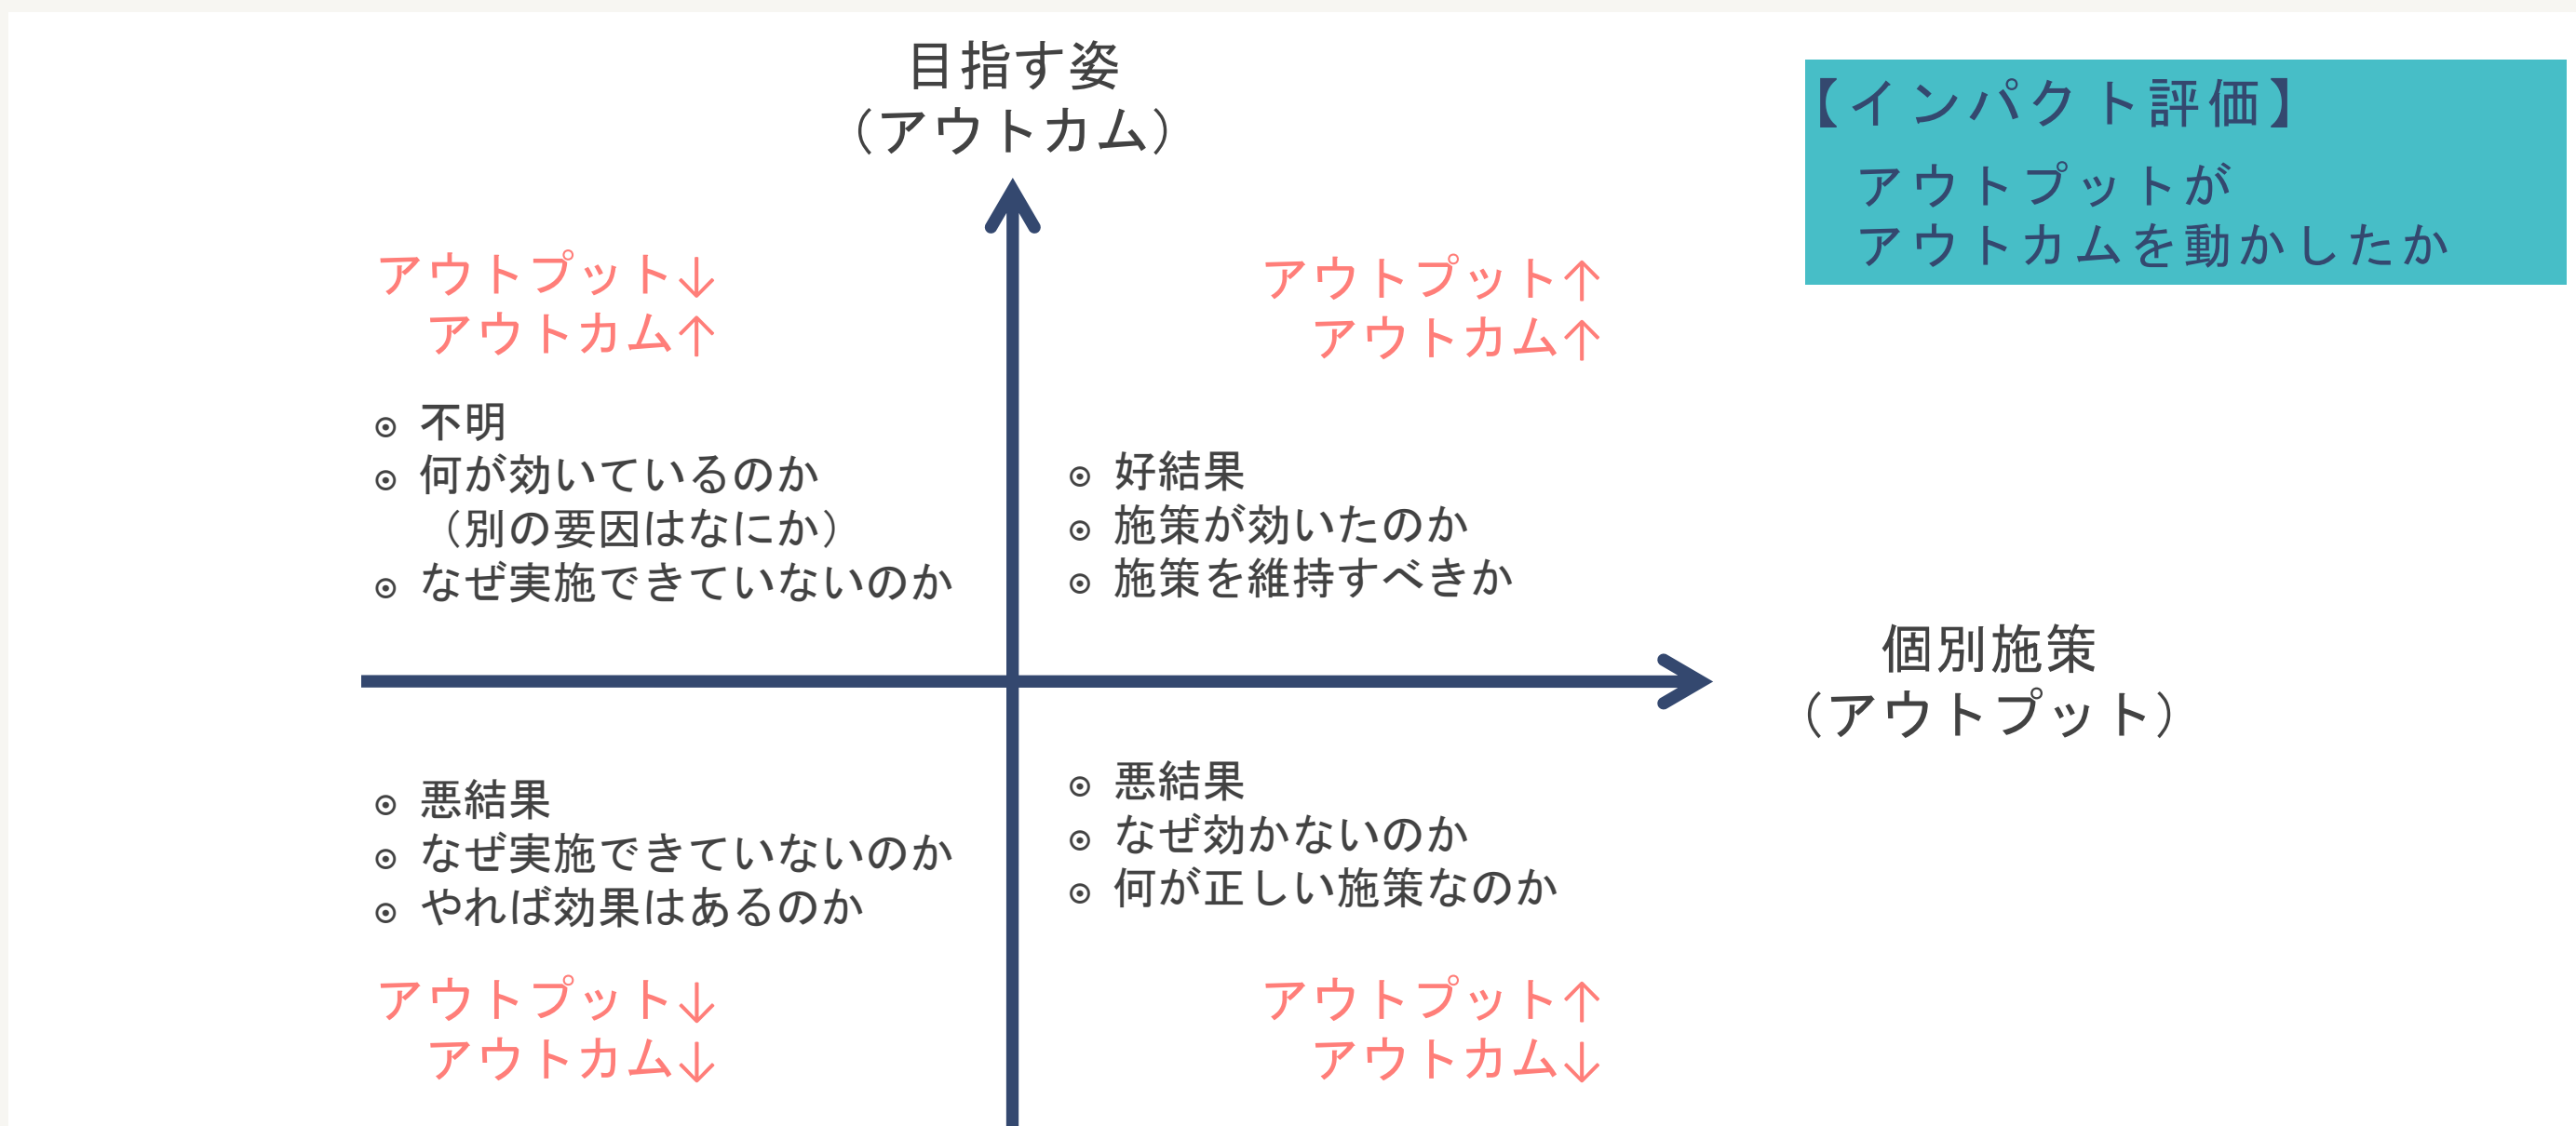 目指す姿
（アウトカム）
【インパクト評価】
アウトプットが
アウトカムを動かしたか
アウトプット↓
アウトカム↑
◉ 不明
◉ 何が効いているのか
（別の要因はなにか）
◉ なぜ実施できていないのか
アウトプット↑
アウトカム↑
◉ 好結果
◉ 施策が効いたのか
◉ 施策を維持すべきか
個別施策
（アウトプット）
◉ 悪結果
◉ なぜ実施できていないのか
◉ やれば効果はあるのか
アウトプット↓
アウトカム↓
◉ 悪結果
◉ なぜ効かないのか
◉ 何が正しい施策なのか
アウトプット↑
アウトカム↓